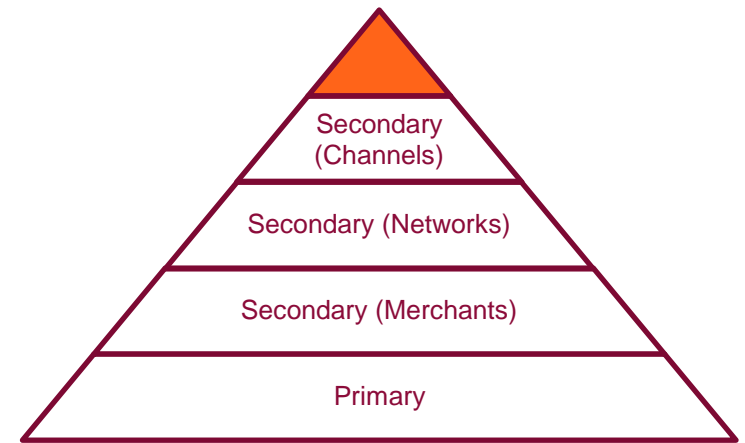 Secondary
(Channels)
Secondary (Networks)
Secondary (Merchants)
Primary